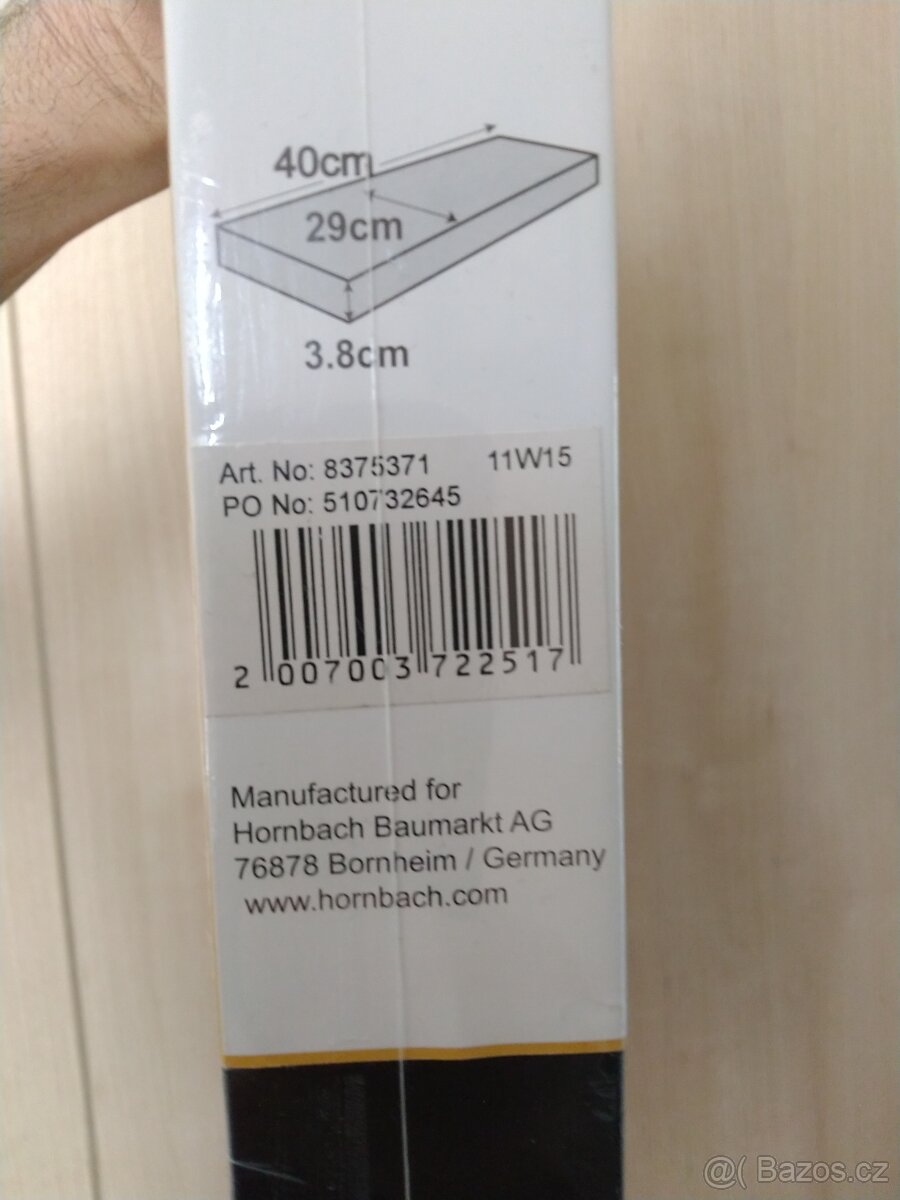 40cm
29cm
3.8cm
Art. No: 8375371 11W15
PO No: 510732645
2 007003 722517
Manufactured for
Hornbach Baumarkt AG
76878 Bornheim / Germany
www.hornbach.com
@( Bazos.cz